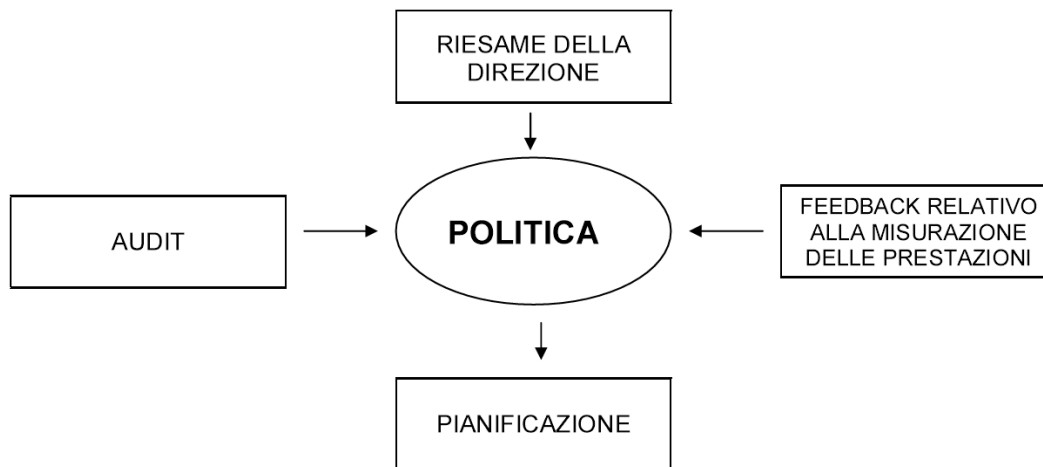 RIESAME DELLA
DIREZIONE
AUDIT
POLITICA
FEEDBACK RELATIVO
ALLA MISURAZIONE
DELLE PRESTAZIONI
PIANIFICAZIONE